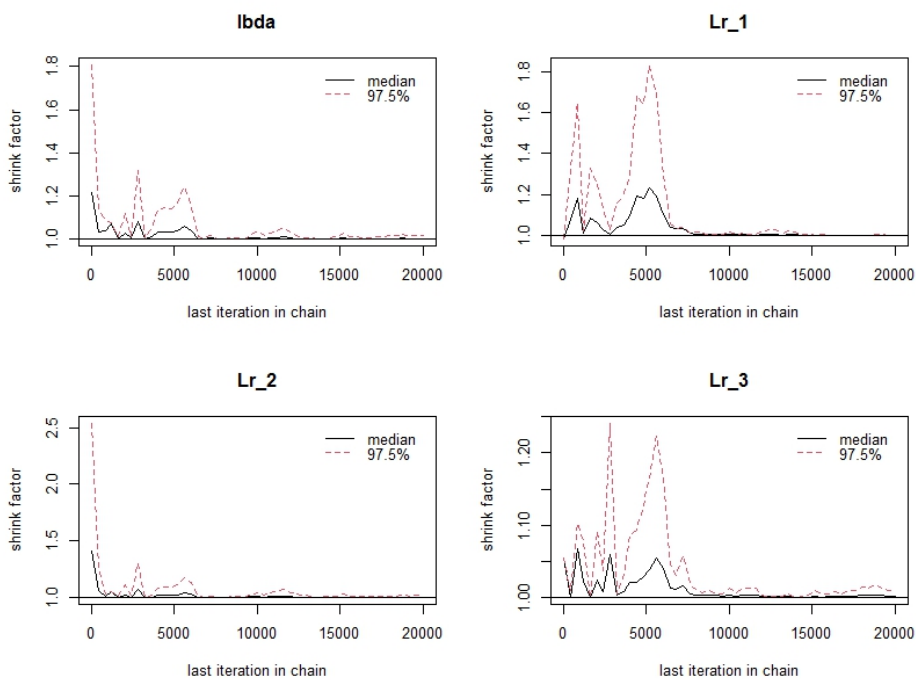 lbda
Lr_1
shrink factor
1.0 1.2 1.4 1.6 1.8
median
97.5%
0 5000 10000 15000 20000
last iteration in chain
shrink factor
1.0 1.2 1.4 1.6 1.8
median
97.5%
0 5000 10000 15000 20000
last iteration in chain
Lr_2
Lr_3
shrink factor
1.0 1.5 2.0 2.5
median
97.5%
0 5000 10000 15000 20000
last iteration in chain
shrink factor
1.00 1.10 1.20
median
97.5%
0 5000 10000 15000 20000
last iteration in chain